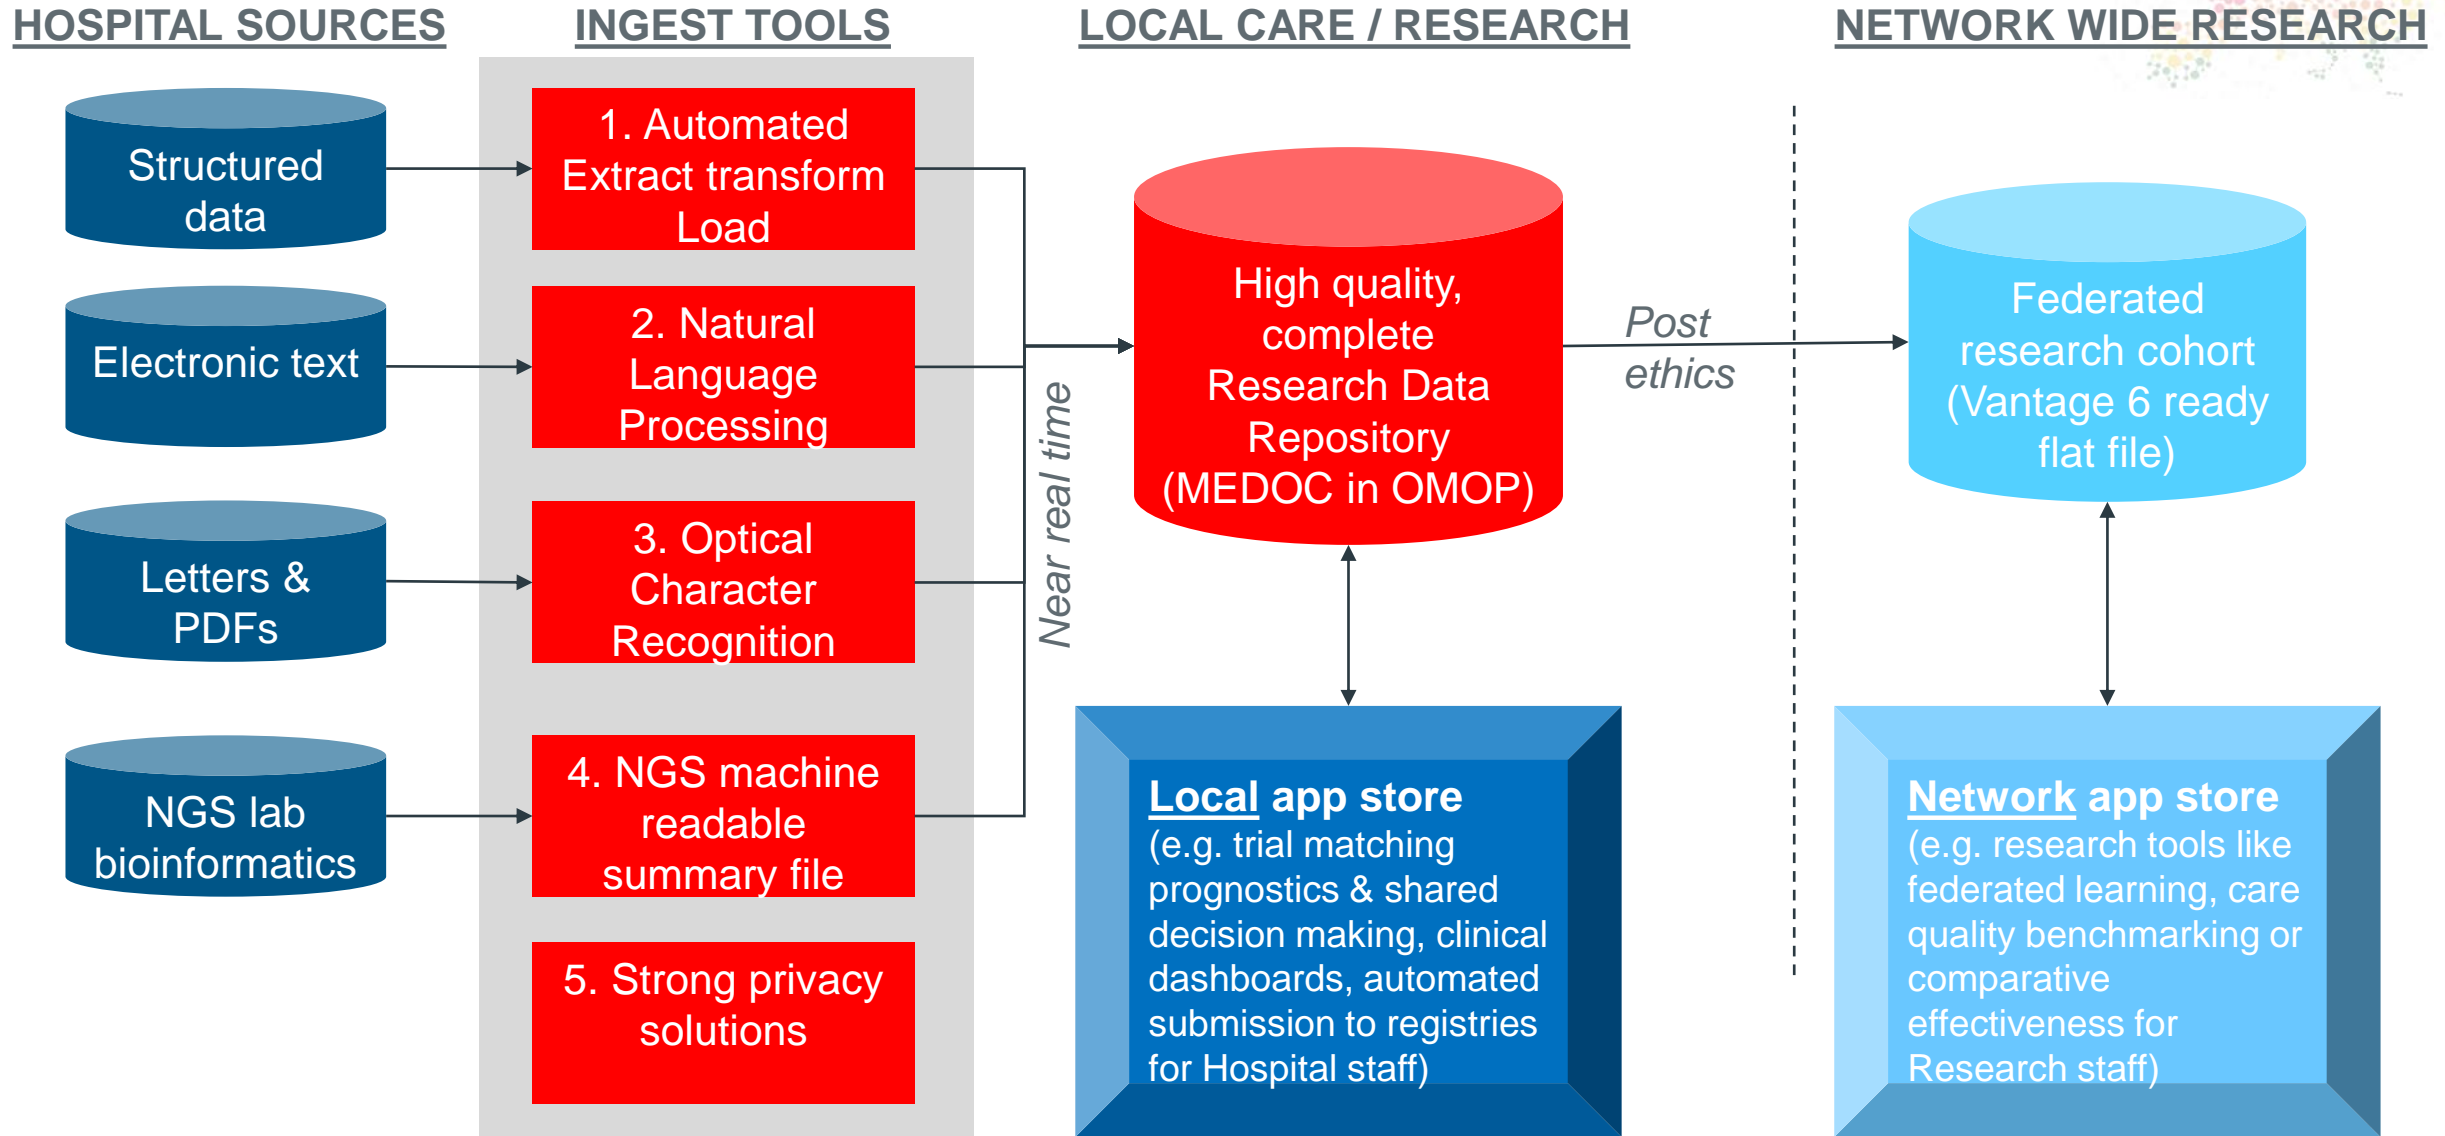 HOSPITAL SOURCES
INGEST TOOLS
LOCAL CARE / RESEARCH
NETWORK WIDE RESEARCH
Structured
data
Electronic text
Letters &
PDFs
NGS lab
bioinformatics
1. Automated
Extract transform
Load
2. Natural
Language
Processing
3. Optical
Character
Recognition
4. NGS machine
readable
summary file
5. Strong privacy
solutions
Near real time
High quality,
complete
Research Data
Repository
(MEDOC in OMOP)
Post
ethics
Federated
research cohort
(Vantage 6 ready
flat file)
Local app store
(e.g. trial matching
prognostics & shared
decision making, clinical
dashboards, automated
submission to registries
for Hospital staff)
Network app store
(e.g. research tools like
federated learning, care
quality benchmarking or
comparative
effectiveness for
Research staff)